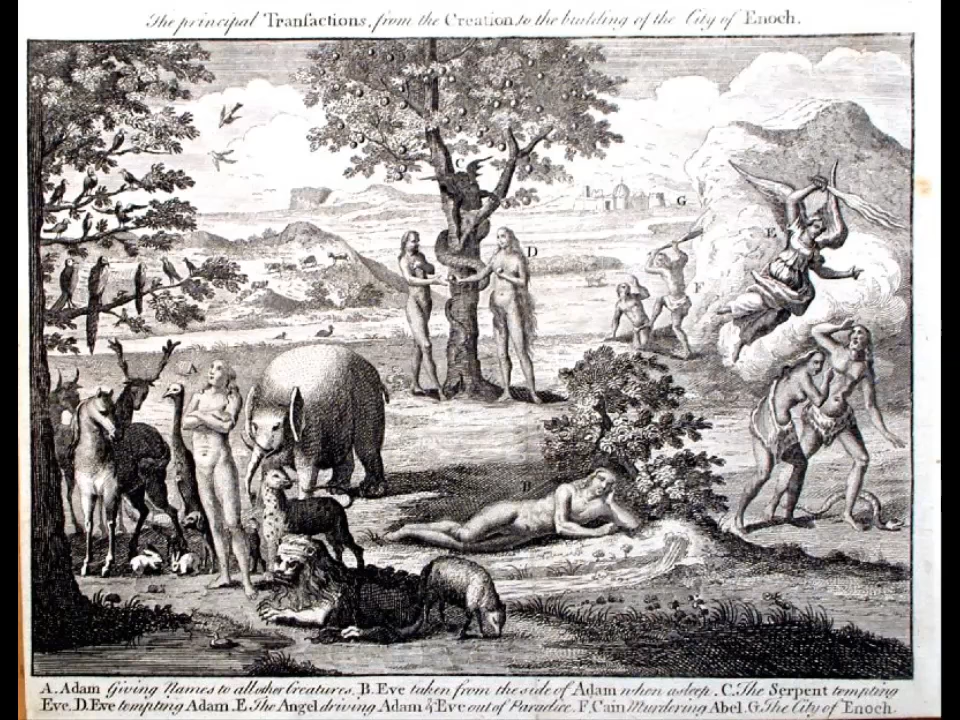 The principal Transactions, from the Creation to the building of the City of Enoch.
C
G
E
D
F
B
A. Adam Giving Names to all other Creatures. B. Eve taken from the side of Adam when asleep. C. The Serpent tempting
Eve. D. Eve tempting Adam. E. The Angel driving Adam & Eve out of Paradice. F. Cain Murdering Abel. G. The City of Enoch.